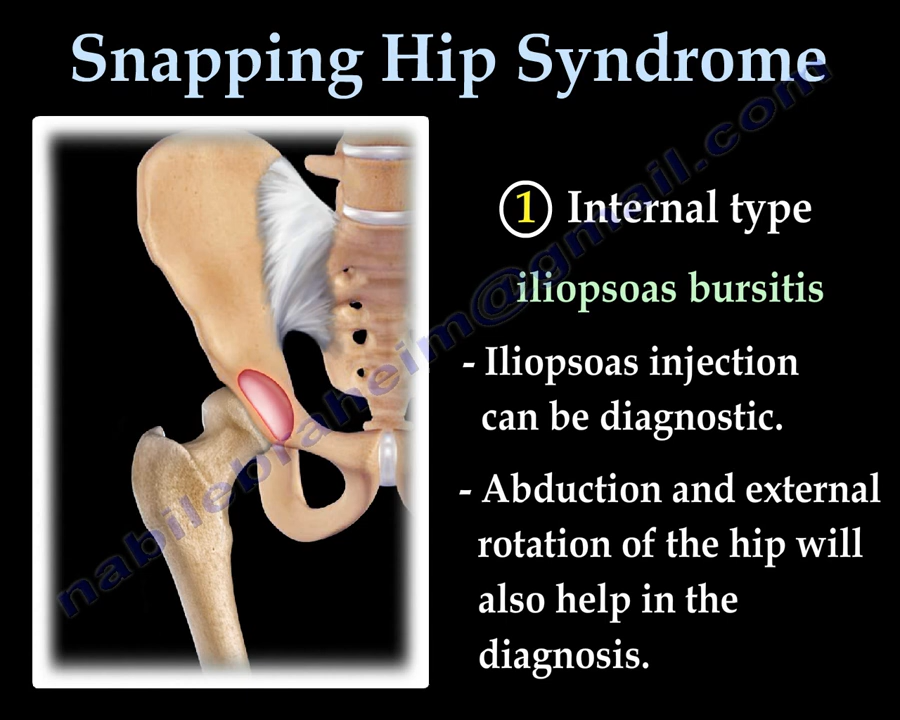 Snapping Hip Syndrome
1 Internal type
iliopsoas bursitis
- Iliopsoas injection
can be diagnostic.
- Abduction and external
rotation of the hip will
also help in the
diagnosis.
nabilebraheim@gmail.com